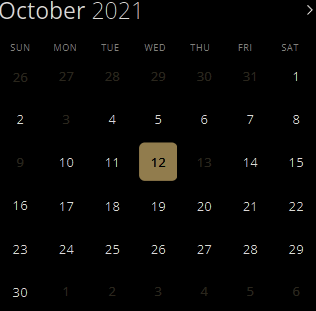 October 2021
SUN MON TUE WED THU FRI SAT
26 27 28 29 30 31 1
2 3 4 5 6 7 8
9 10 11 12 13 14 15
16 17 18 19 20 21 22
23 24 25 26 27 28 29
30 1 2 3 4 5 6